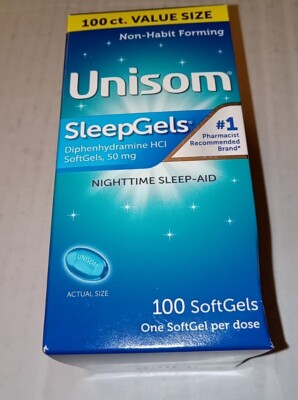 100 ct. VALUE SIZE
Non-Habit Forming
Unisom®
SleepGels®
Diphenhydramine HCl
SoftGels, 50 mg
#1
Pharmacist
Recommended
Brand*
NIGHTTIME SLEEP-AID
UNISOM
ACTUAL SIZE
100 SoftGels
One SoftGel per dose